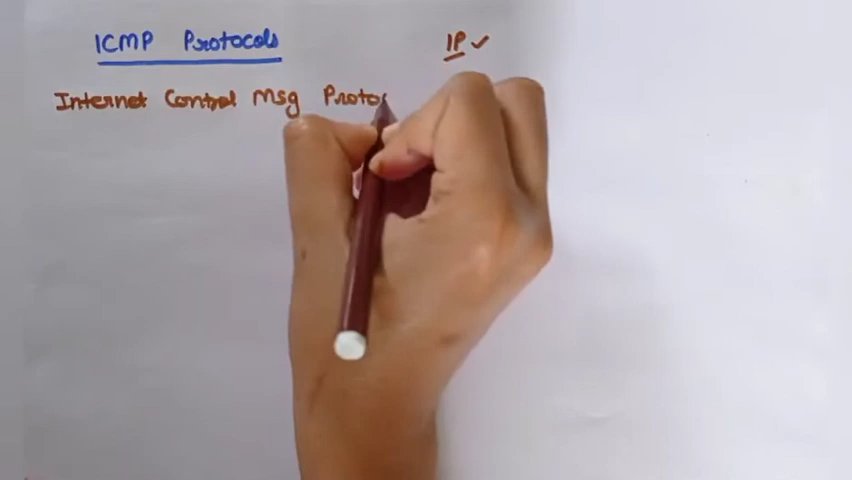 ICMP Protocols IP ✓
Internet Control Msg Proto